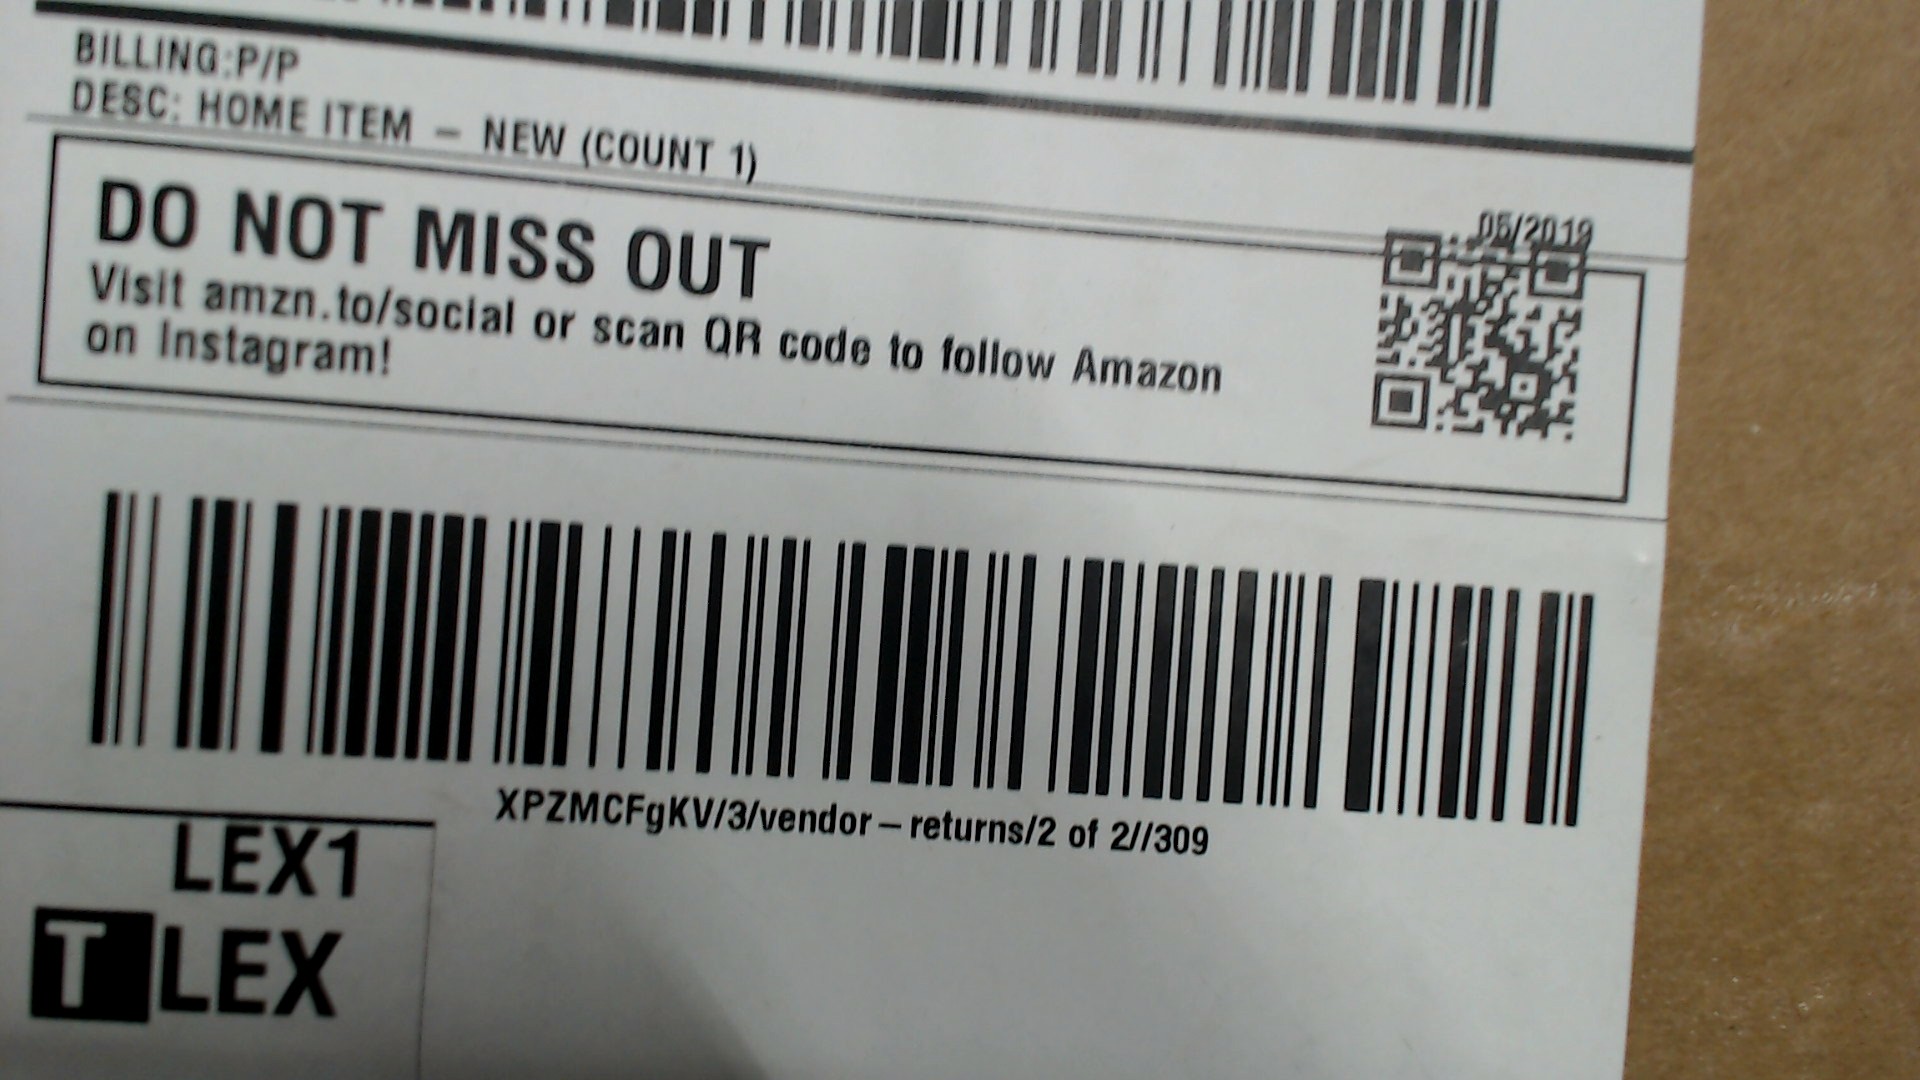 BILLING:P/P
DESC: HOME ITEM – NEW (COUNT 1)
05/2019
DO NOT MISS OUT
Visit amzn.to/social or scan QR code to follow Amazon
on Instagram!
XPZMCFgKV/3/vendor–returns/2 of 2//309
LEX1
T LEX